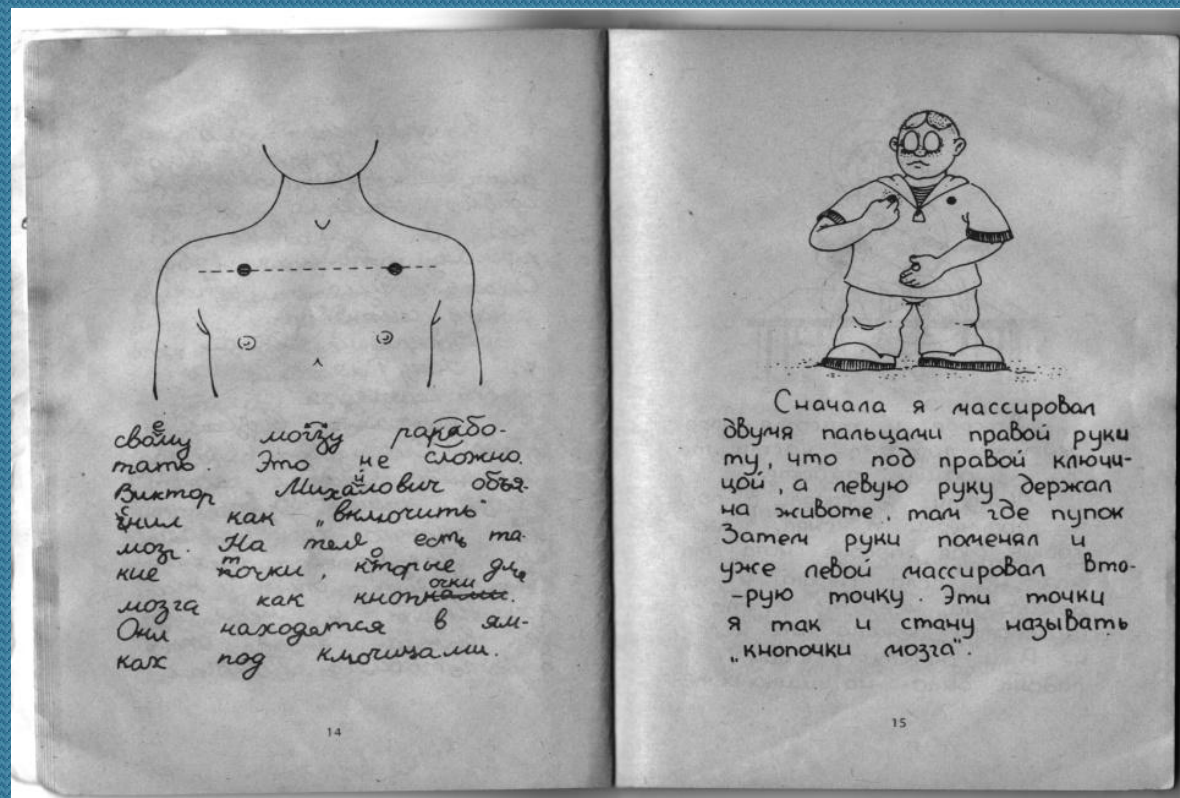 своему мозгу рабо-
тать. Это не сложно.
Виктор Михайлович объя-
снил как „включить"
мозг. На теле есть та-
кие точки, которые для
мозга как кнопочки.
Они находятся в ям-
ках под ключицами.
14
Сначала я массировал
двумя пальцами правой руки
ту, что под правой ключи-
цой, а левую руку держал
на животе, там где пупок
Затем руки поменял и
уже левой массировал вто-
-рую точку. Эти точки
я так и стану называть
„кнопочки мозга".
15